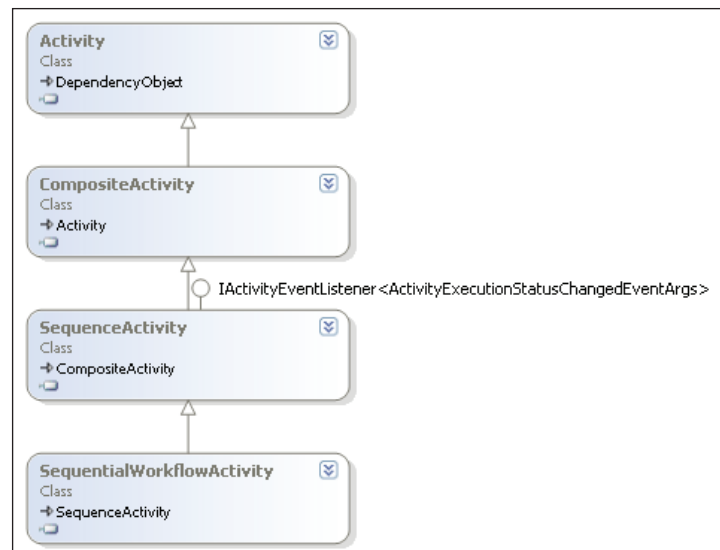 Activity
Class
DependencyObject
CompositeActivity
Class
Activity
IActivityEventListener<ActivityExecutionStatusChangedEventArgs>
SequenceActivity
Class
CompositeActivity
SequentialWorkflowActivity
Class
SequenceActivity